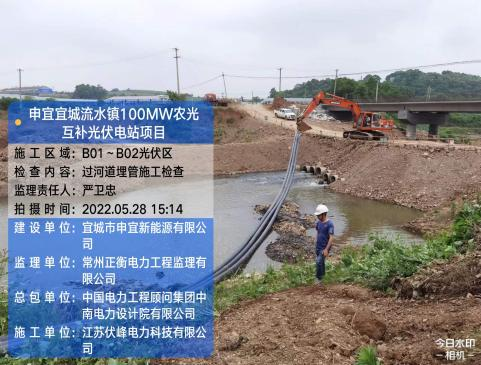 申宜宜城流水镇100MW农光
互补光伏电站项目
施工区域：B01～B02光伏区
检查内容：过河道埋管施工检查
监理责任人：严卫忠
拍摄时间：2022.05.28 15:14
建设单位：宜城市申宜新能源有限公
司
监理单位：常州正衡电力工程监理有
限公司
总包单位：中国电力工程顾问集团中
南电力设计院有限公司
施工单位：江苏伏峰电力科技有限公
司
今日水印
相机